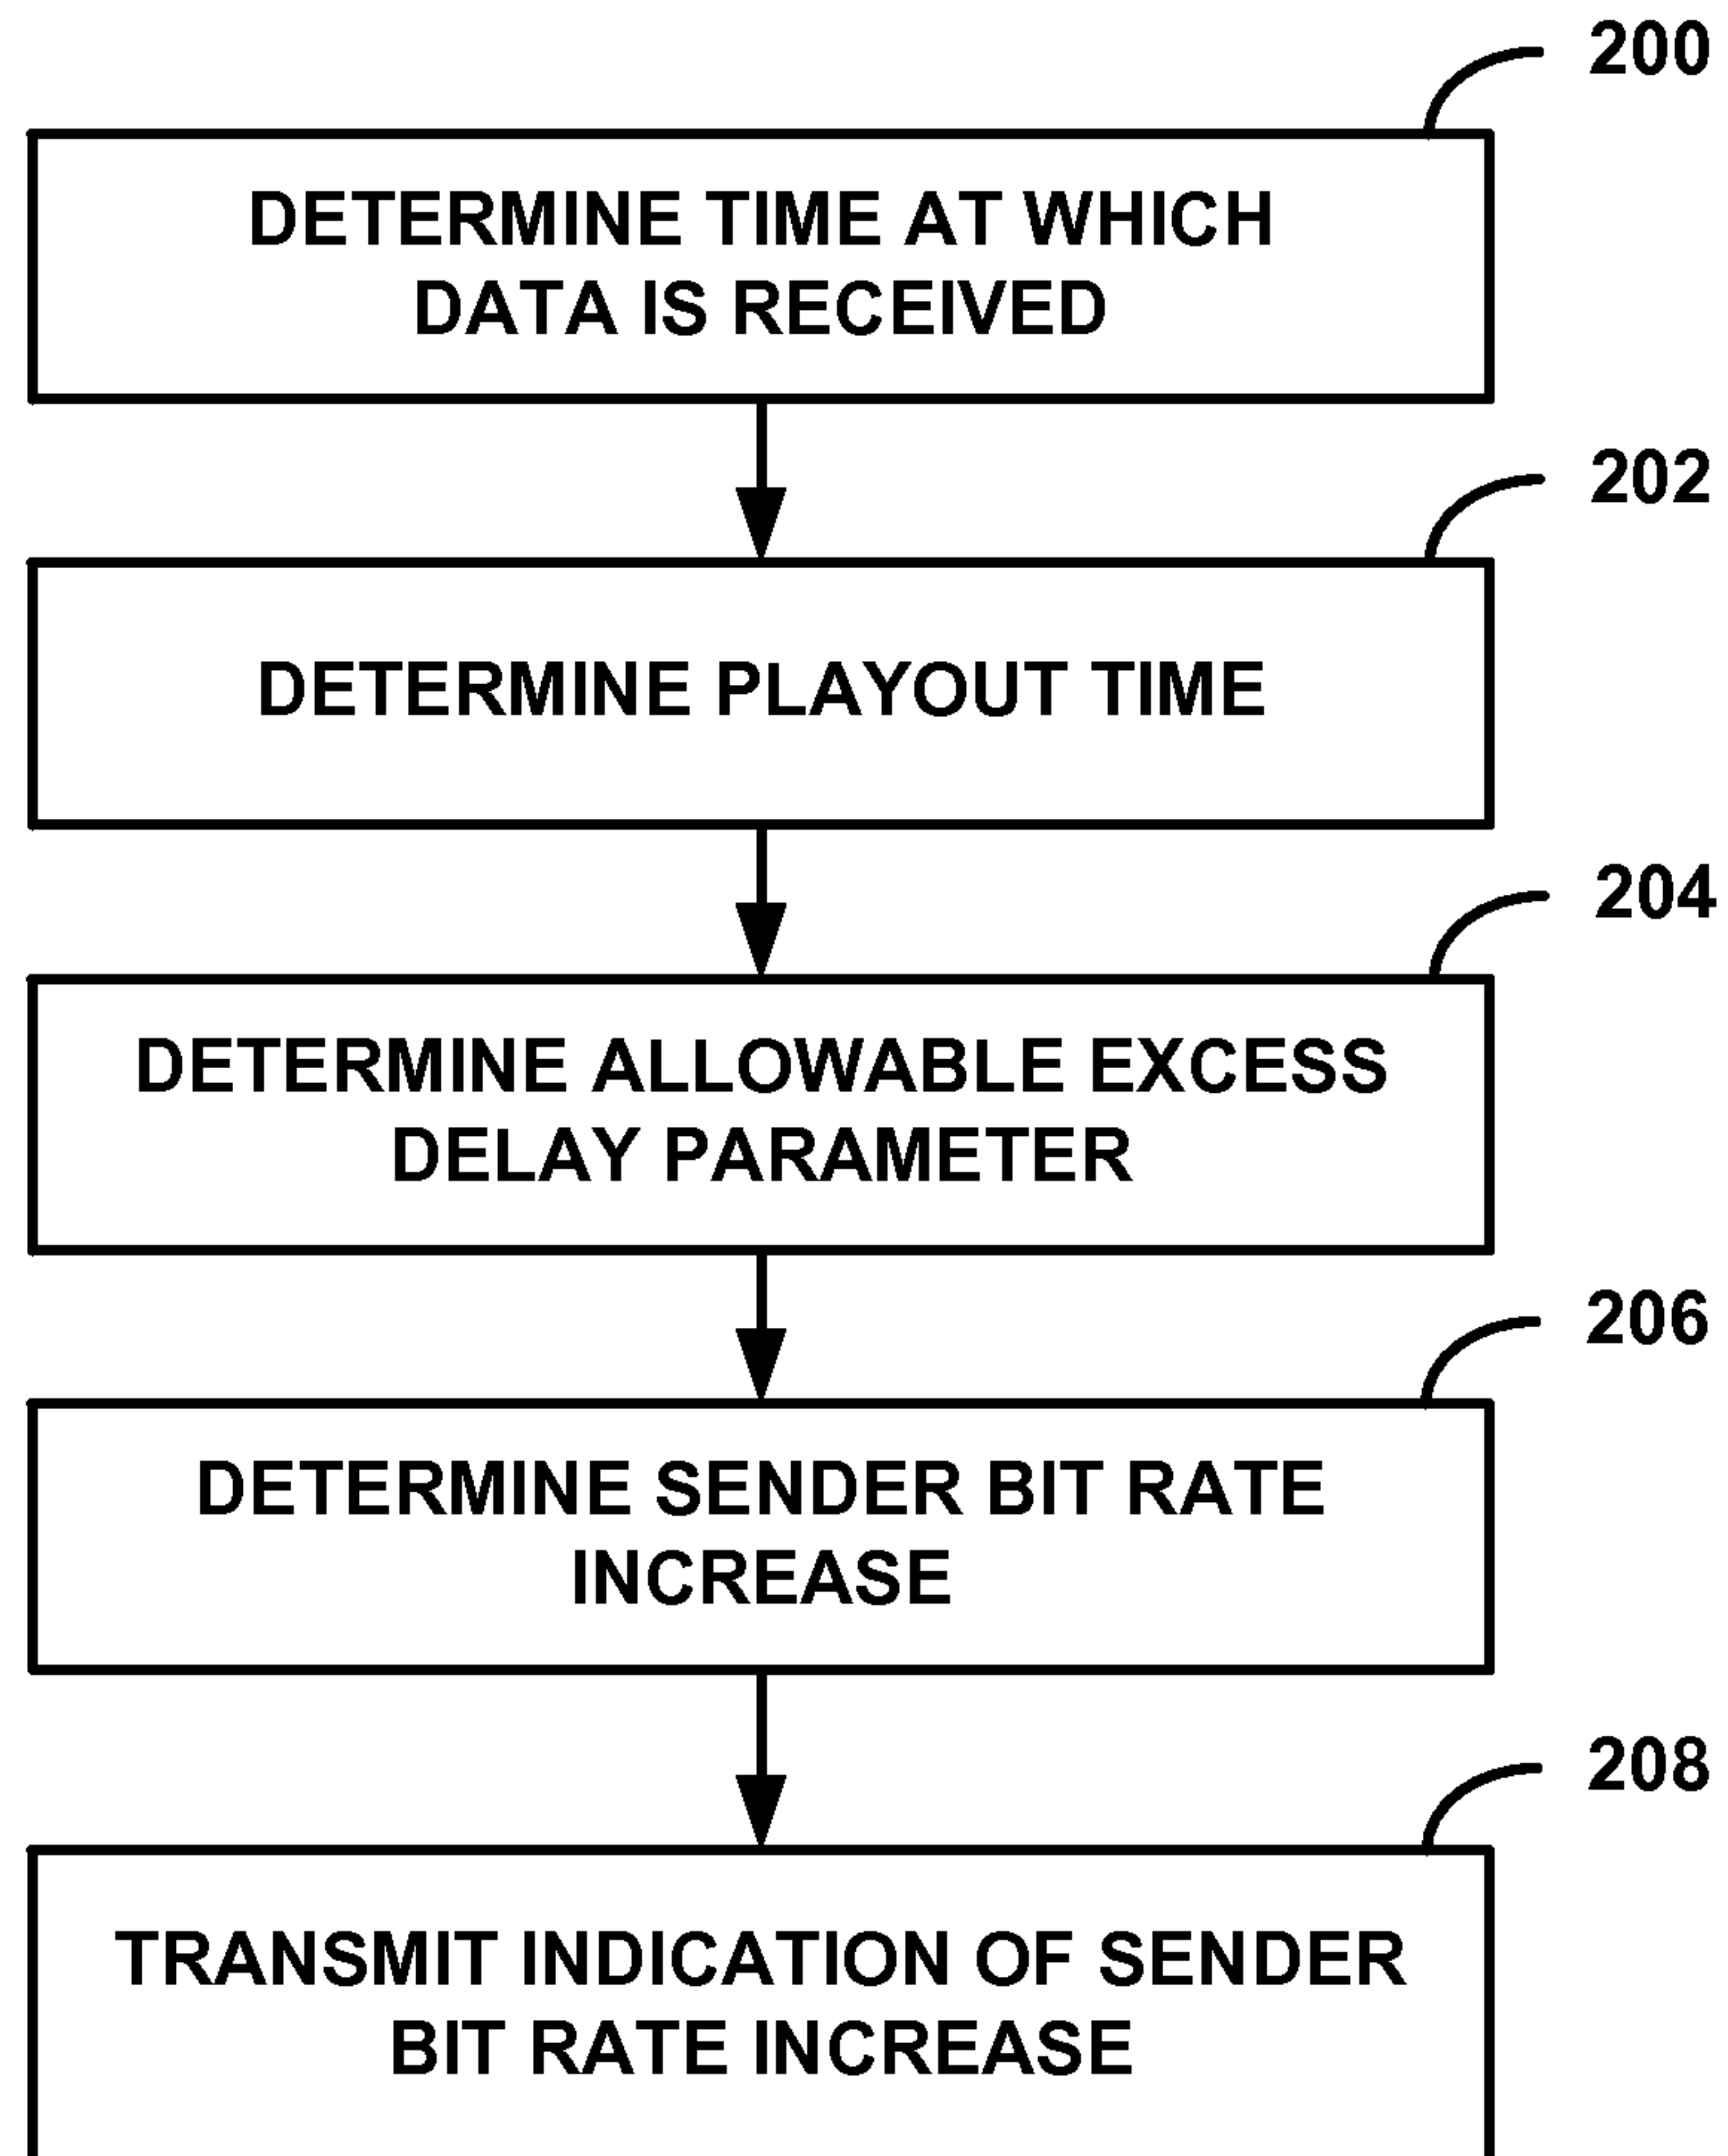 200
DETERMINE TIME AT WHICH
DATA IS RECEIVED
202
DETERMINE PLAYOUT TIME
204
DETERMINE ALLOWABLE EXCESS
DELAY PARAMETER
206
DETERMINE SENDER BIT RATE
INCREASE
208
TRANSMIT INDICATION OF SENDER
BIT RATE INCREASE